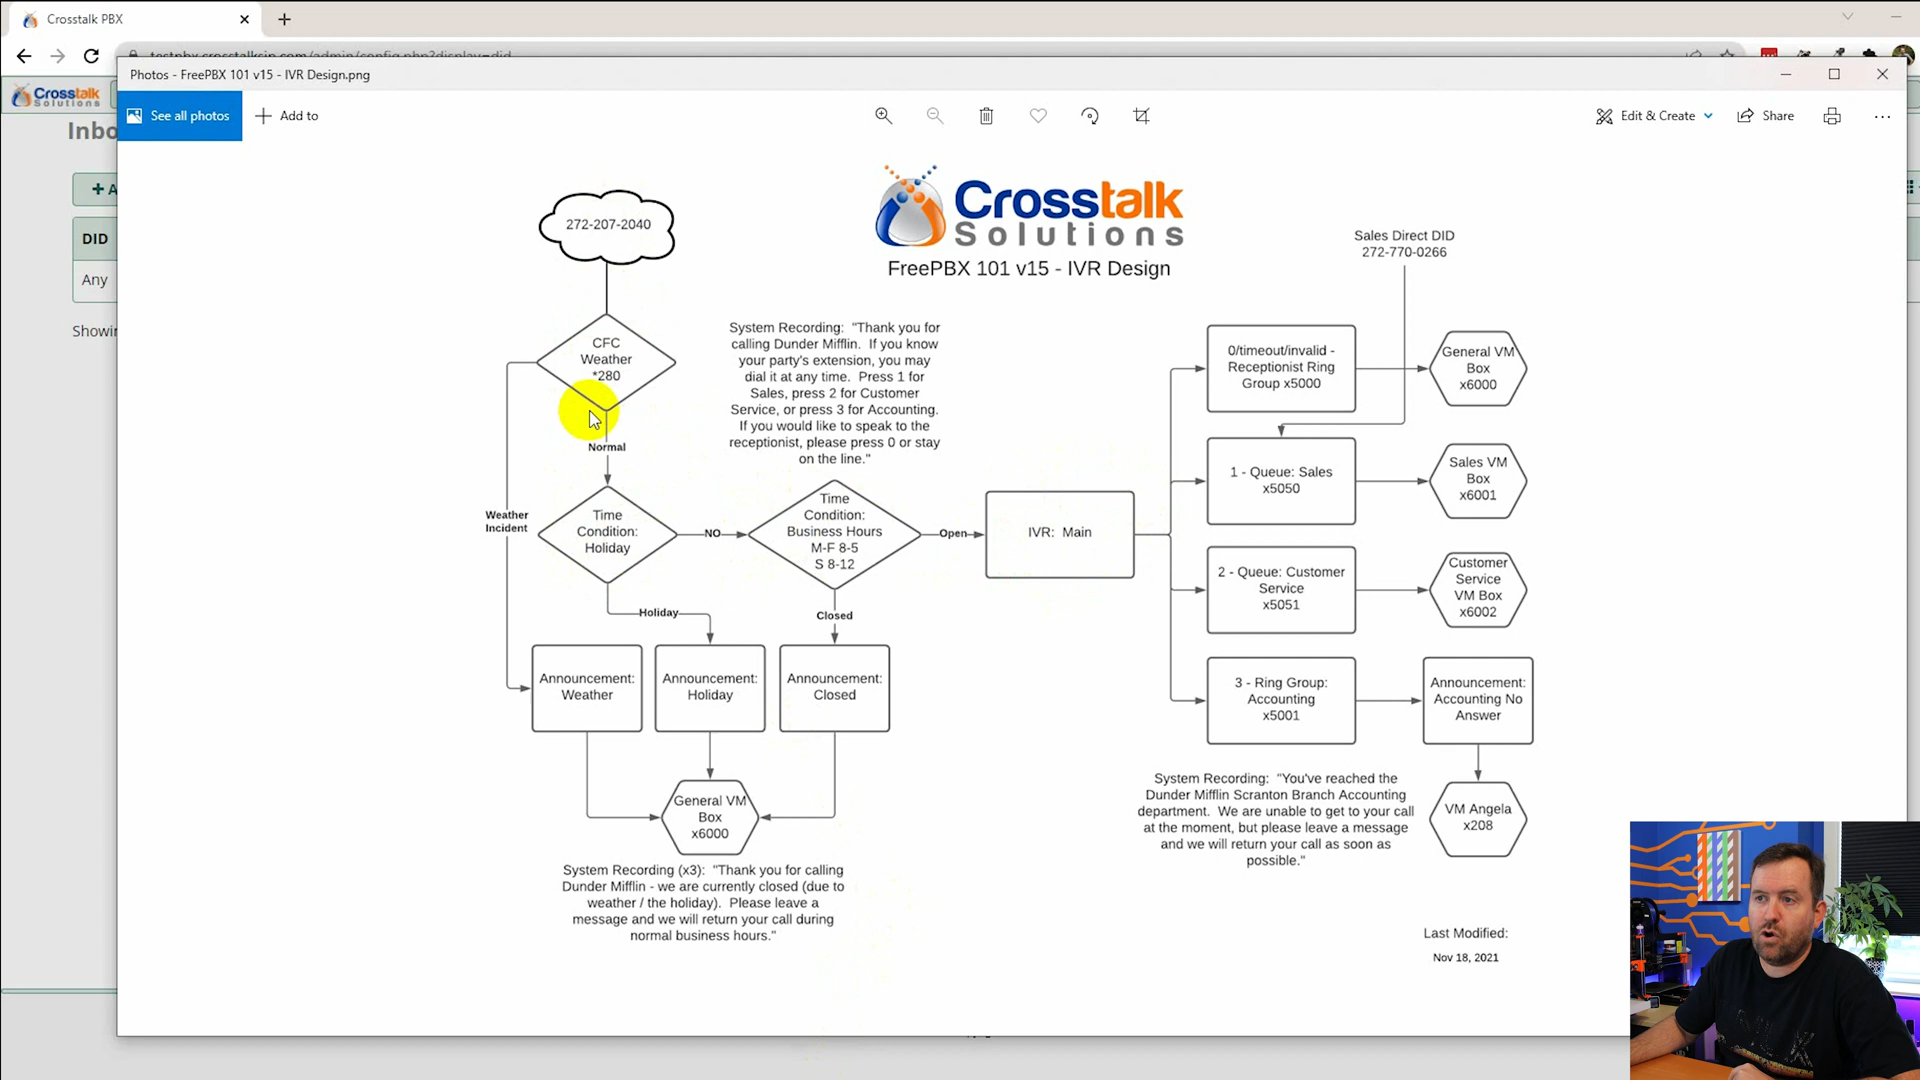 Crosstalk PBX
testpbx.crosstalksip.com/admin/config.php?display=did
Photos - FreePBX 101 v15 - IVR Design.png
Crosstalk
Solutions
See all photos
Add to
Edit & Create
Share
Inbo
A
DID
Any
Showin
272-207-2040
Crosstalk
Solutions
FreePBX 101 v15 - IVR Design
Sales Direct DID
272-770-0266
CFC
Weather
*280
Normal
Weather
Incident
System Recording: "Thank you for
calling Dunder Mifflin. If you know
your party's extension, you may
dial it at any time. Press 1 for
Sales, press 2 for Customer
Service, or press 3 for Accounting.
If you would like to speak to the
receptionist, please press 0 or stay
on the line."
Time
Condition:
Holiday
NO
Time
Condition:
Business Hours
M-F 8-5
S 8-12
Open
IVR: Main
Holiday
Closed
Announcement:
Weather
Announcement:
Holiday
Announcement:
Closed
General VM
Box
x6000
System Recording (x3): "Thank you for calling
Dunder Mifflin - we are currently closed (due to
weather / the holiday). Please leave a
message and we will return your call during
normal business hours."
0/timeout/invalid -
Receptionist Ring
Group x5000
General VM
Box
x6000
1 - Queue: Sales
x5050
Sales VM
Box
x6001
2 - Queue: Customer
Service
x5051
Customer
Service
VM Box
x6002
3 - Ring Group:
Accounting
x5001
Announcement:
Accounting No
Answer
System Recording: "You've reached the
Dunder Mifflin Scranton Branch Accounting
department. We are unable to get to your call
at the moment, but please leave a message
and we will return your call as soon as
possible."
VM Angela
x208
Last Modified:
Nov 18, 2021